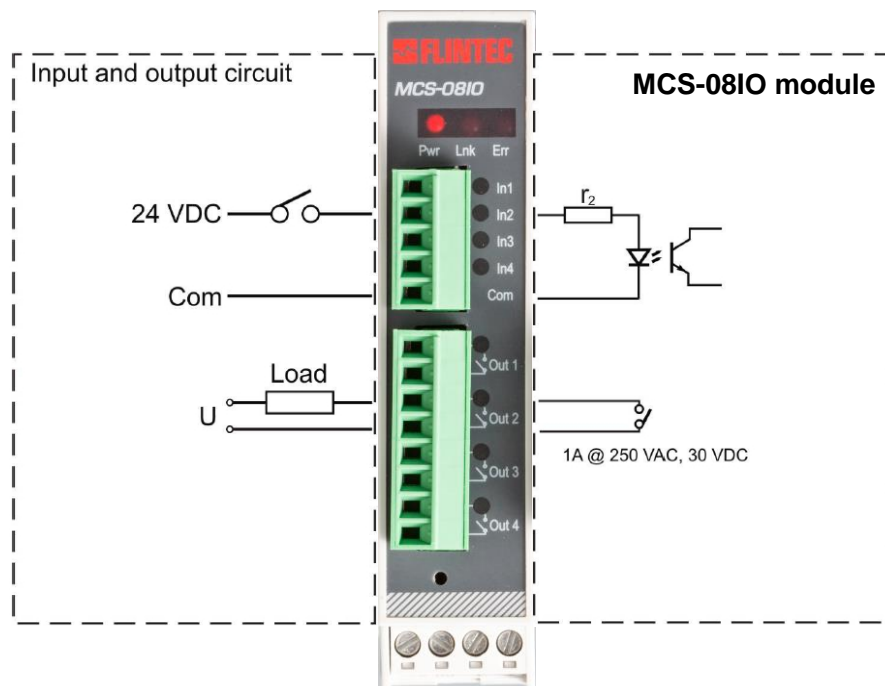 Input and output circuit
FLINTEC
MCS-08IO
MCS-08IO module
Pwr Lnk Err
In1
24 VDC
In2
r₂
In3
In4
Com
Com
Out 1
Load
U
Out 2
1A @ 250 VAC, 30 VDC
Out 3
Out 4